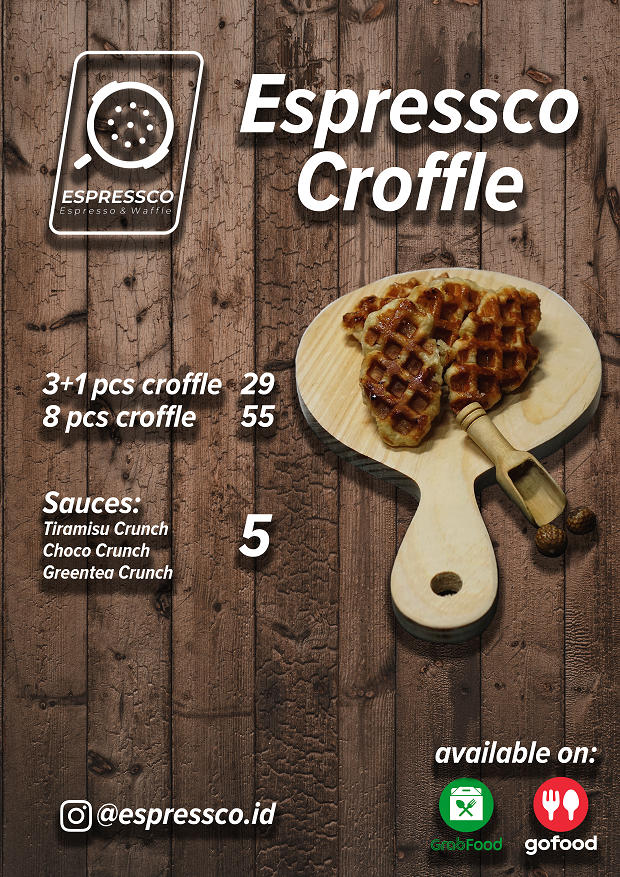 ESPRESSCO
Espresso & Waffle
Espressco
Croffle
3+1 pcs croffle 29
8 pcs croffle 55
Sauces:
Tiramisu Crunch
Choco Crunch
Greentea Crunch
5
@espressco.id
available on:
GrabFood
gofood